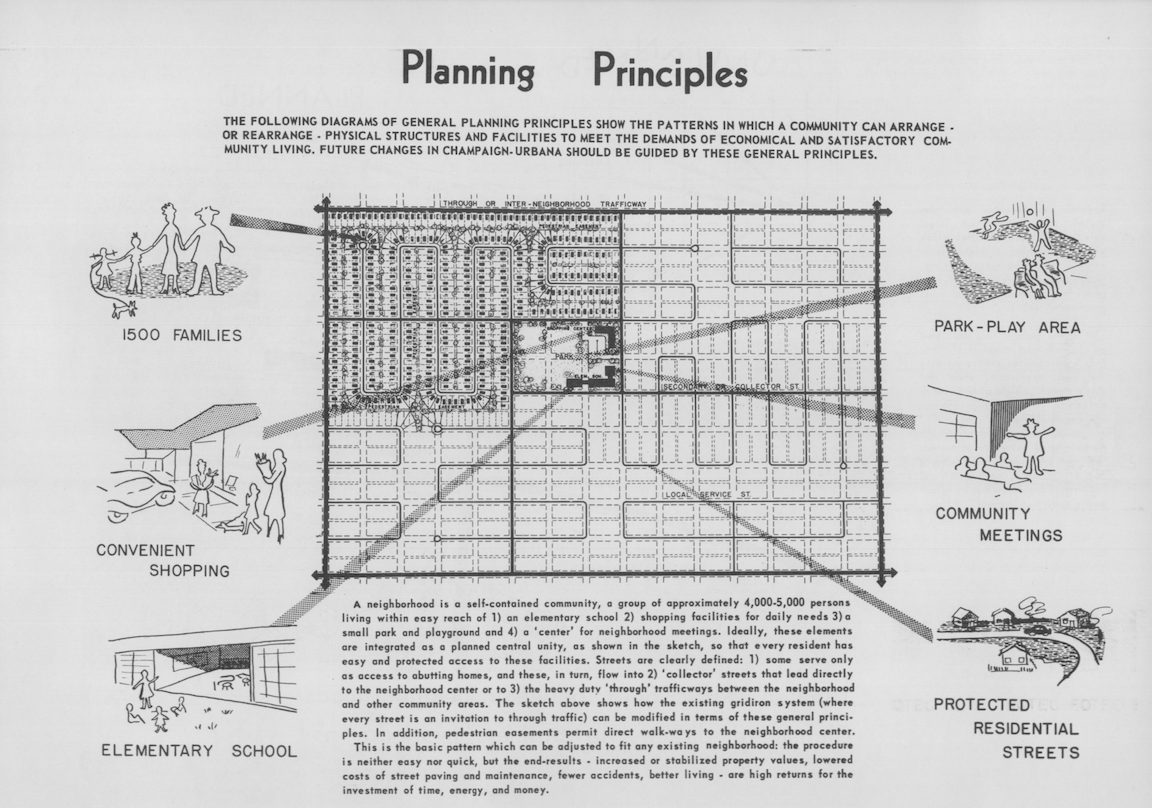 Planning Principles
THE FOLLOWING DIAGRAMS OF GENERAL PLANNING PRINCIPLES SHOW THE PATTERNS IN WHICH A COMMUNITY CAN ARRANGE -
OR REARRANGE - PHYSICAL STRUCTURES AND FACILITIES TO MEET THE DEMANDS OF ECONOMICAL AND SATISFACTORY COM-
MUNITY LIVING. FUTURE CHANGES IN CHAMPAIGN-URBANA SHOULD BE GUIDED BY THESE GENERAL PRINCIPLES.
THROUGH OR INTER-NEIGHBORHOOD TRAFFICWAY
PEDESTRIAN EASEMENT
1500 FAMILIES
PARK-PLAY AREA
SHOPPING CENTER
PARK
ELEM. SCH.
SECONDARY OR COLLECTOR ST.
PEDESTRIAN EASEMENT
LOCAL SERVICE ST.
CONVENIENT
SHOPPING
COMMUNITY
MEETINGS
ELEMENTARY SCHOOL
PROTECTED
RESIDENTIAL
STREETS
A neighborhood is a self-contained community, a group of approximately 4,000-5,000 persons
living within easy reach of 1) an elementary school 2) shopping facilities for daily needs 3) a
small park and playground and 4) a 'center' for neighborhood meetings. Ideally, these elements
are integrated as a planned central unity, as shown in the sketch, so that every resident has
easy and protected access to these facilities. Streets are clearly defined: 1) some serve only
as access to abutting homes, and these, in turn, flow into 2) 'collector' streets that lead directly
to the neighborhood center or to 3) the heavy duty 'through' trafficways between the neighborhood
and other community areas. The sketch above shows how the existing gridiron system (where
every street is an invitation to through traffic) can be modified in terms of these general princi-
ples. In addition, pedestrian easements permit direct walk-ways to the neighborhood center.
This is the basic pattern which can be adjusted to fit any existing neighborhood: the procedure
is neither easy nor quick, but the end-results - increased or stabilized property values, lowered
costs of street paving and maintenance, fewer accidents, better living - are high returns for the
investment of time, energy, and money.